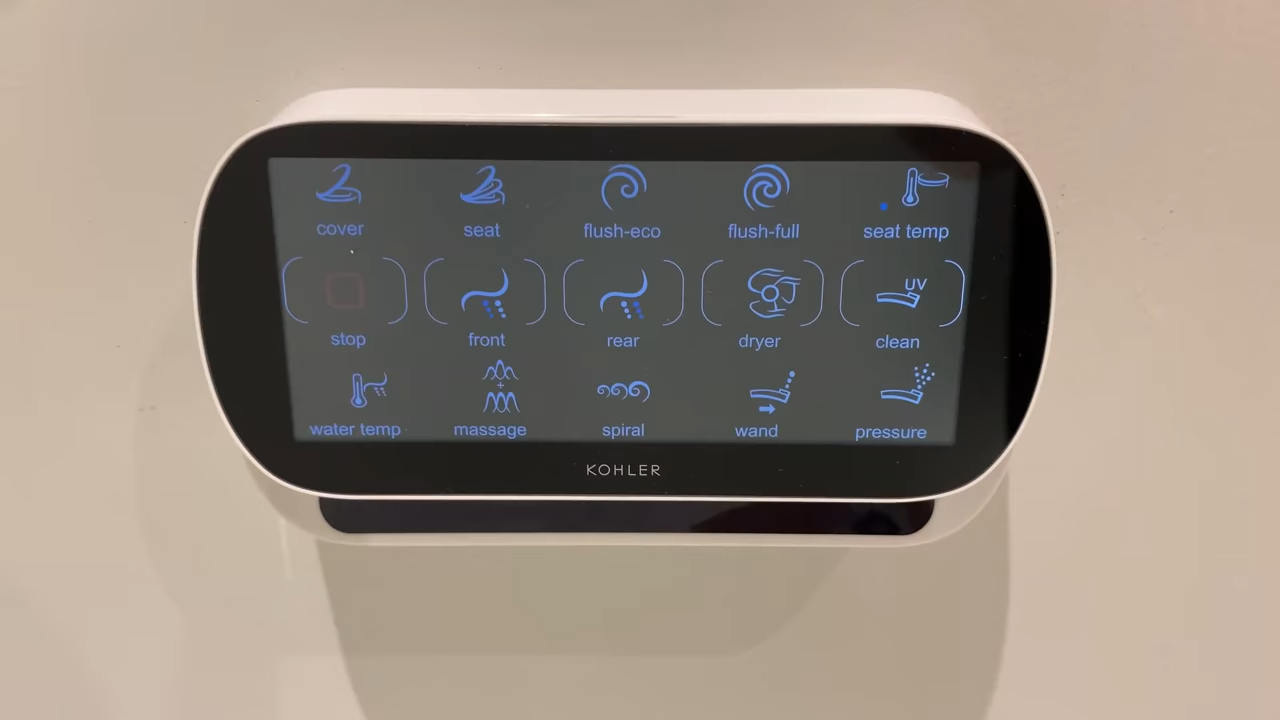 cover seat flush-eco flush-full seat temp
UV
stop front rear dryer clean
water temp massage spiral wand pressure
KOHLER